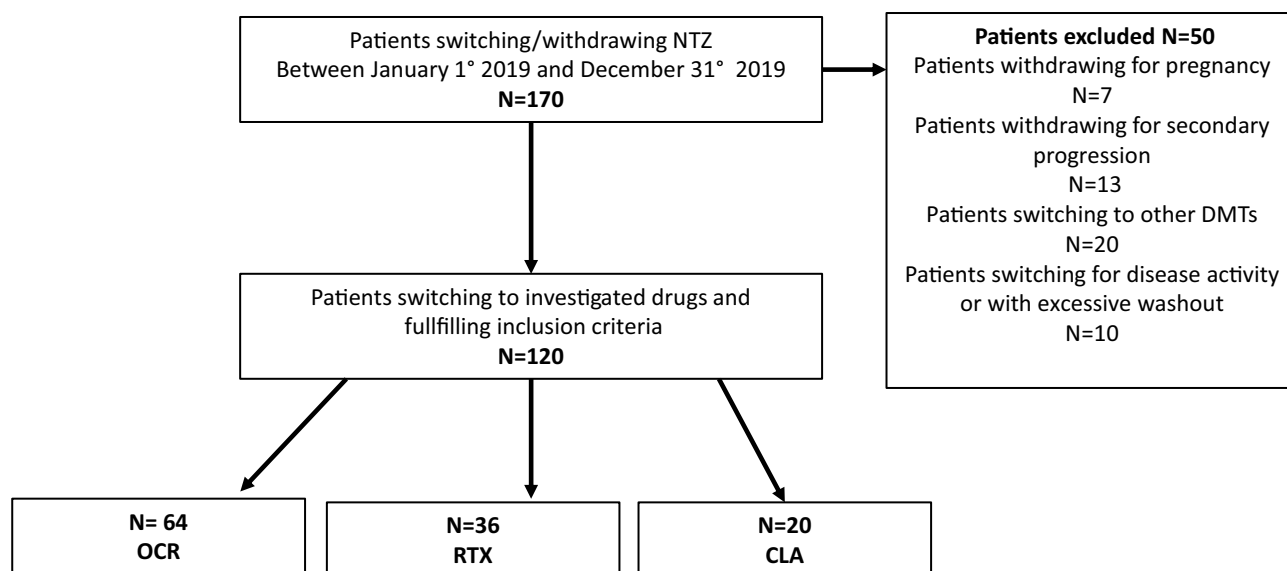 Patients switching/withdrawing NTZ
Between January 1° 2019 and December 31° 2019
N=170
Patients excluded N=50
Patients withdrawing for pregnancy
N=7
Patients withdrawing for secondary
progression
N=13
Patients switching to other DMTs
N=20
Patients switching for disease activity
or with excessive washout
N=10
Patients switching to investigated drugs and
fullfilling inclusion criteria
N=120
N= 64
OCR
N=36
RTX
N=20
CLA